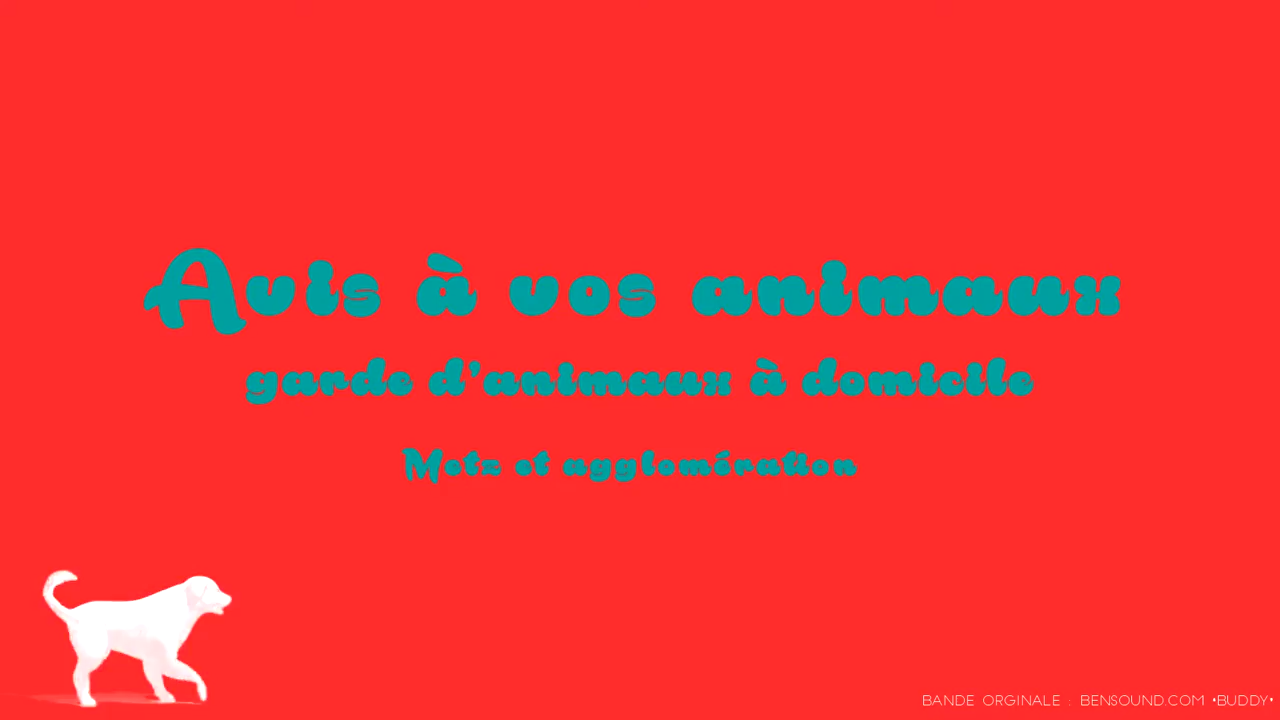 Avis à vos animaux
garde d'animaux à domicile
Metz et agglomération
BANDE ORGINALE : BENSOUND.COM •BUDDY•